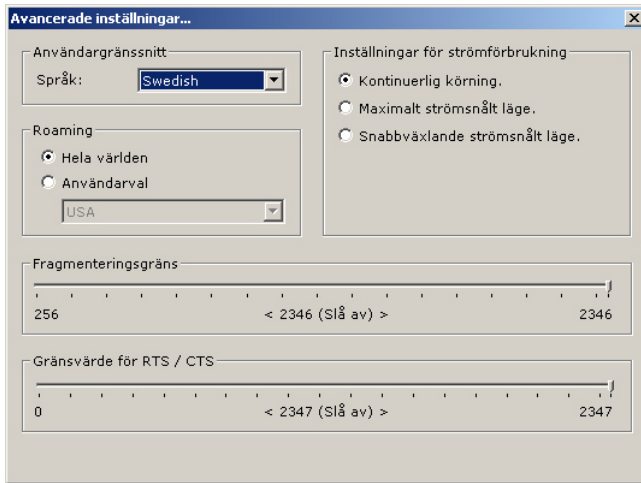 Avancerade inställningar...
Användargränssnitt
Språk: Swedish
Roaming
Hela världen
Användarval
USA
Inställningar för strömförbrukning
Kontinuerlig körning.
Maximalt strömsnålt läge.
Snabbväxlande strömsnålt läge.
Fragmenteringsgräns
256 < 2346 (Slå av) > 2346
Gränsvärde för RTS / CTS
0 < 2347 (Slå av) > 2347